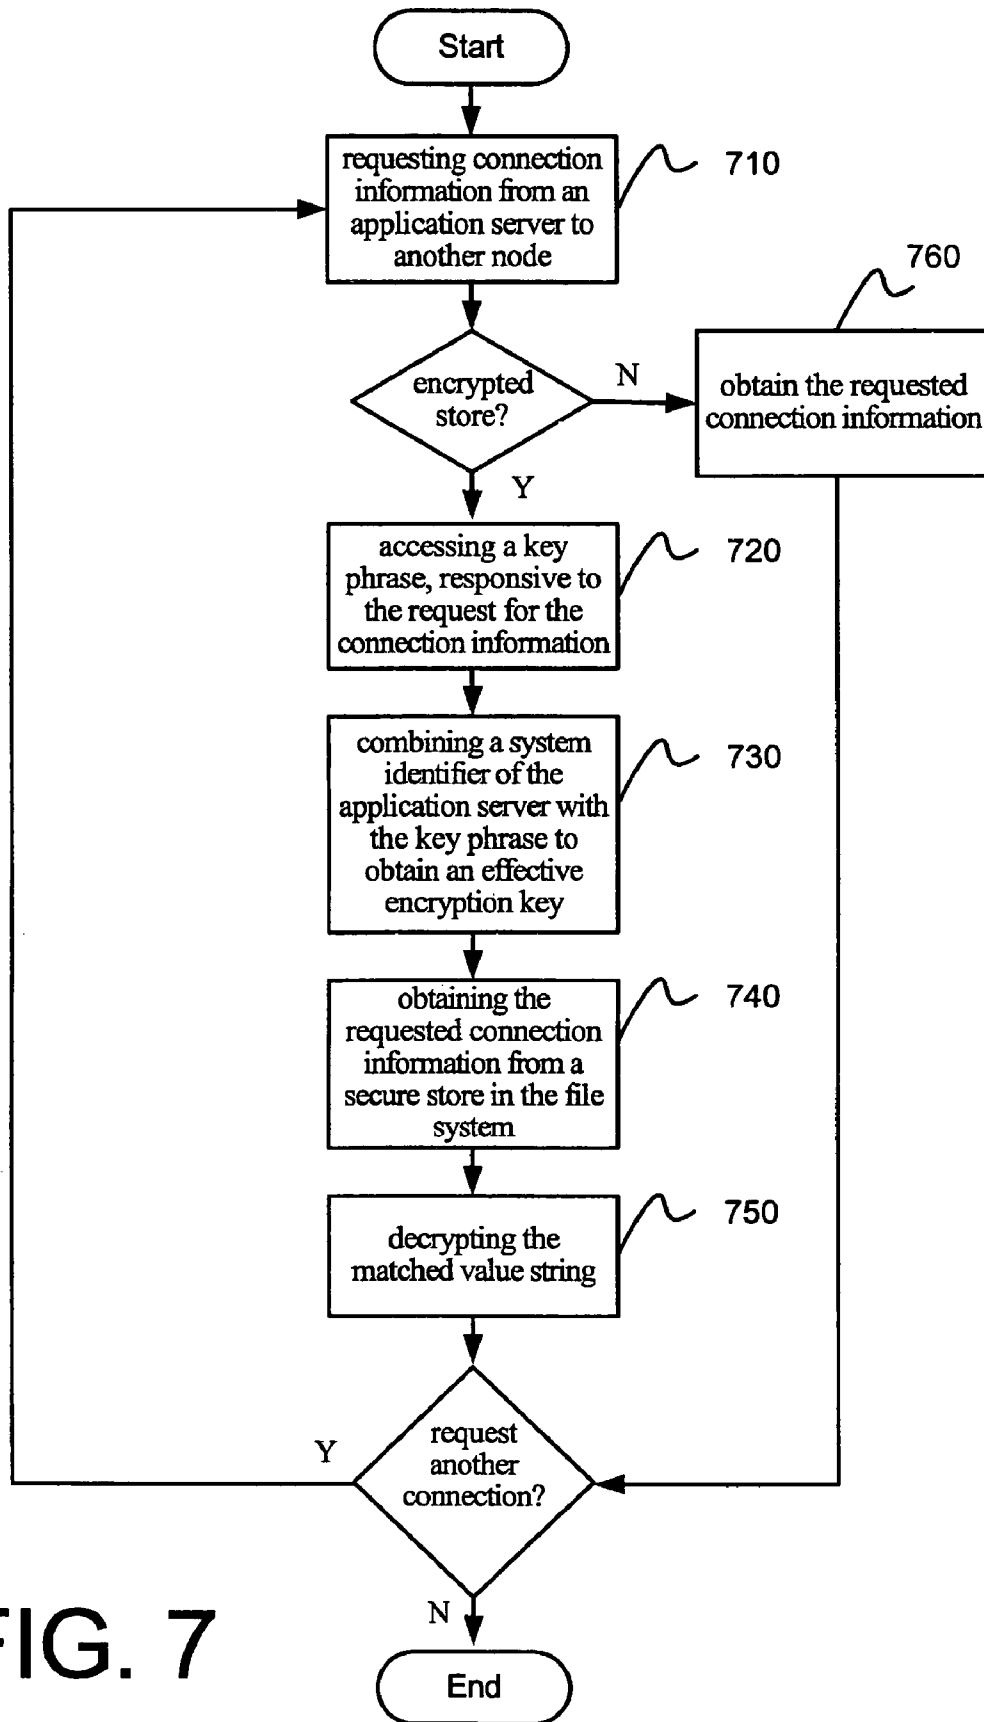 Start
requesting connection
information from an
application server to
another node
710
760
encrypted
store?
N
obtain the requested
connection information
Y
accessing a key
phrase, responsive to
the request for the
connection information
720
combining a system
identifier of the
application server with
the key phrase to
obtain an effective
encryption key
730
obtaining the
requested connection
information from a
secure store in the file
system
740
decrypting the
matched value string
750
request
another
connection?
Y
N
End
FIG. 7